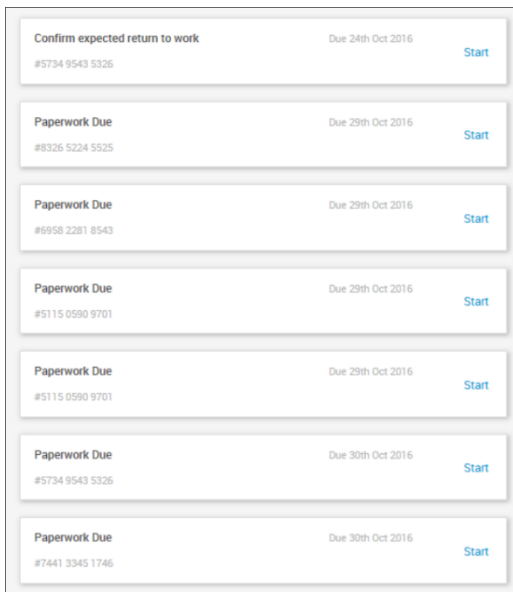 Confirm expected return to work
Due 24th Oct 2016
Start
#5734 9543 5326
Paperwork Due
Due 29th Oct 2016
Start
#8326 5224 5525
Paperwork Due
Due 29th Oct 2016
Start
#6958 2281 8543
Paperwork Due
Due 29th Oct 2016
Start
#5115 0590 9701
Paperwork Due
Due 29th Oct 2016
Start
#5115 0590 9701
Paperwork Due
Due 30th Oct 2016
Start
#5734 9543 5326
Paperwork Due
Due 30th Oct 2016
Start
#7441 3345 1746